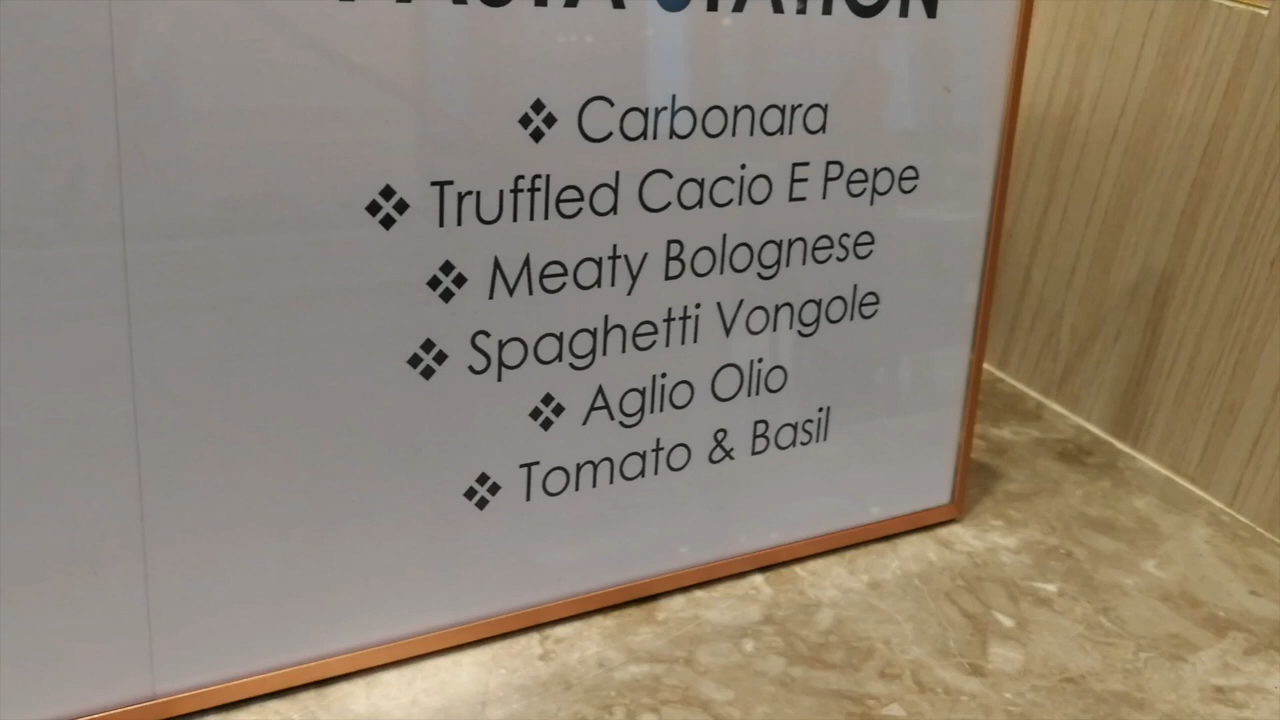 PASTA STATION
❖ Carbonara
❖ Truffled Cacio E Pepe
❖ Meaty Bolognese
❖ Spaghetti Vongole
❖ Aglio Olio
❖ Tomato & Basil